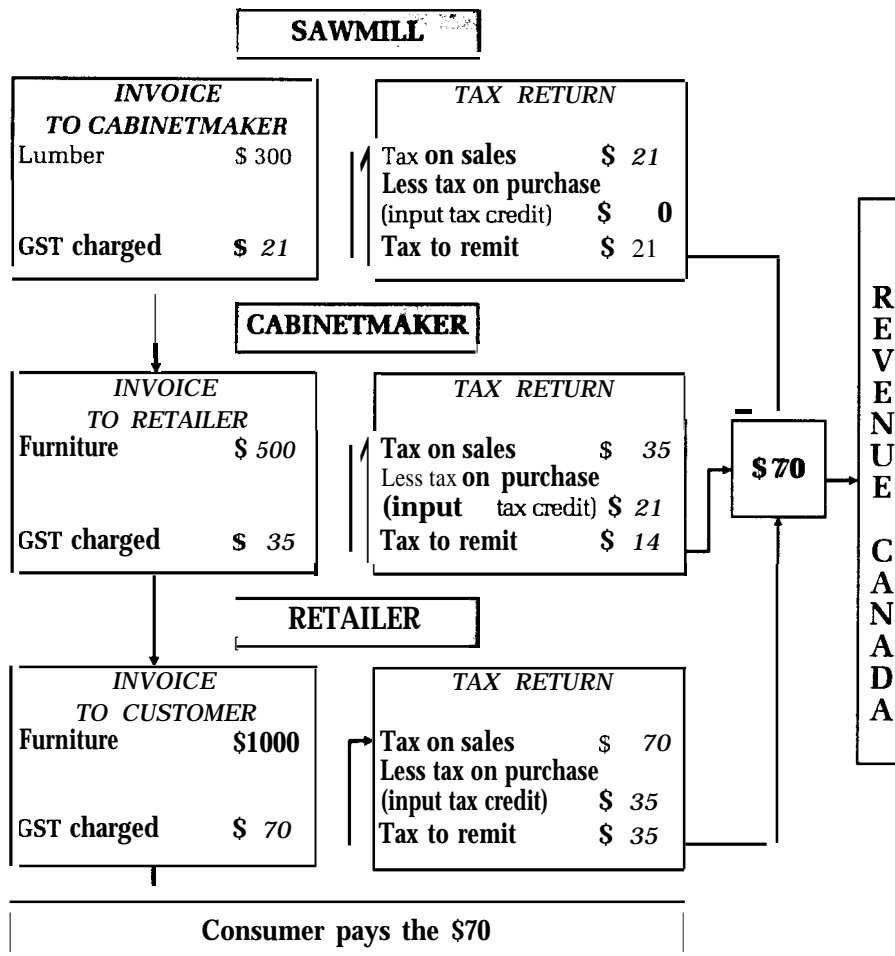 SAWMILL
INVOICE
TO CABINETMAKER
Lumber $ 300
GST charged $ 21
TAX RETURN
Tax on sales $ 21
Less tax on purchase
(input tax credit) $ 0
Tax to remit $ 21
CABINETMAKER
INVOICE
TO RETAILER
Furniture $ 500
GST charged $ 35
TAX RETURN
Tax on sales $ 35
Less tax on purchase
(input tax credit) $ 21
Tax to remit $ 14
RETAILER
INVOICE
TO CUSTOMER
Furniture $1000
GST charged $ 70
TAX RETURN
Tax on sales $ 70
Less tax on purchase
(input tax credit) $ 35
Tax to remit $ 35
$ 70
REVENUE CANADA
Consumer pays the $70